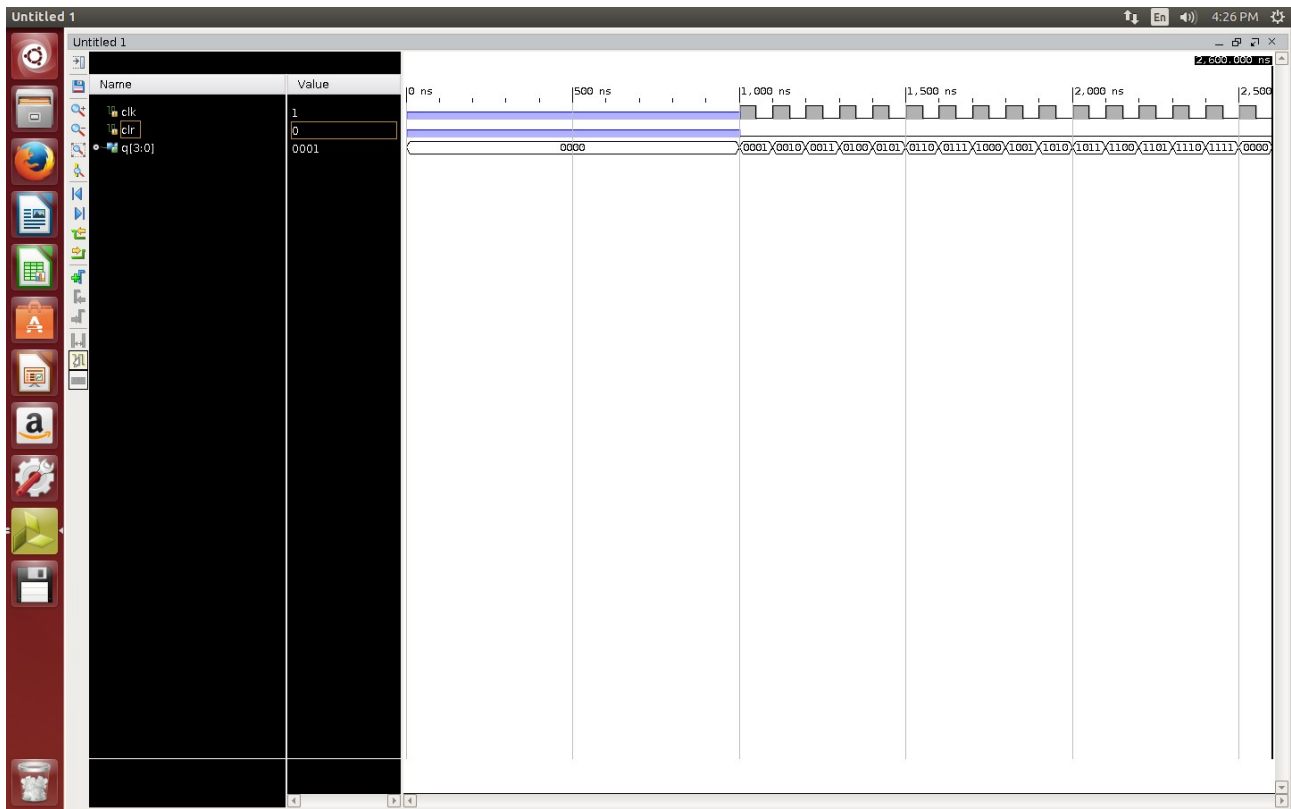 Untitled 1
En 4:26 PM
Untitled 1
2,600.000 ns
Name Value
0 ns 500 ns 1,000 ns 1,500 ns 2,000 ns 2,500
clk 1
clr 0
q[3:0] 0001 0000 0001 0010 0011 0100 0101 0110 0111 1000 1001 1010 1011 1100 1101 1110 1111 0000